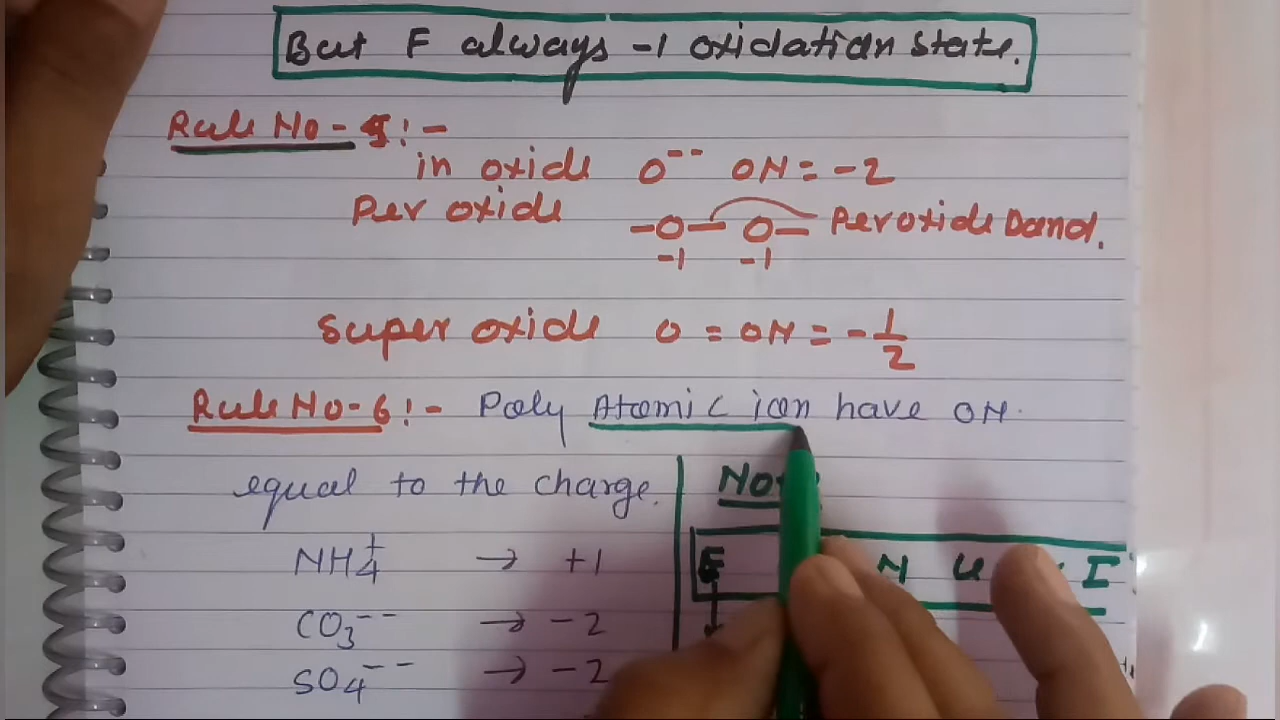 But F always -1 oxidation state.
Rule No - 5 : -
in oxide O-- ON = -2
Per oxide -O-O- Peroxide Dond.
-1 -1
Super oxide O = ON = -1/2
Rule No-6 :- Poly Atomic ion have ON.
equal to the charge.
NH4+ → +1
CO3-- → -2
SO4-- → -2
F N I